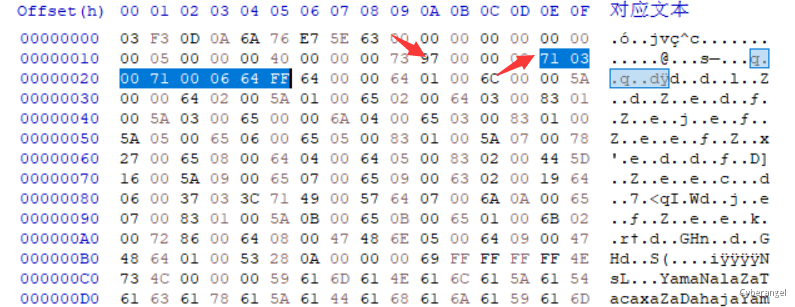 Offset(h) 00 01 02 03 04 05 06 07 08 09 0A 0B 0C 0D 0E 0F 对应文本
00000000 03 F3 0D 0A 6A 76 E7 5E 63 00 00 00 00 00 00 00 .ó..jvç^c.......
00000010 00 05 00 00 00 40 00 00 00 73 97 00 00 00 71 03 .....@...s—...q.
00000020 00 71 00 06 64 FF 64 00 00 64 01 00 6C 00 00 5A .q..dÿd..d..l..Z
00000030 00 00 64 02 00 5A 01 00 65 02 00 64 03 00 83 01 ..d..Z..e..d..ƒ.
00000040 00 5A 03 00 65 00 00 6A 04 00 65 03 00 83 01 00 .Z..e..j..e..ƒ..
00000050 5A 05 00 65 06 00 65 05 00 83 01 00 5A 07 00 78 Z..e..e..ƒ..Z..x
00000060 27 00 65 08 00 64 04 00 64 05 00 83 02 00 44 5D '.e..d..d..ƒ..D]
00000070 16 00 5A 09 00 65 07 00 65 09 00 63 02 00 19 64 ..Z..e..e..c...d
00000080 06 00 37 03 3C 71 49 00 57 64 07 00 6A 0A 00 65 ..7.<qI.Wd..j..e
00000090 07 00 83 01 00 5A 0B 00 65 0B 00 65 01 00 6B 02 ..ƒ..Z..e..e..k.
000000A0 00 72 86 00 64 08 00 47 48 6E 05 00 64 09 00 47 .r†.d..GHn..d..G
000000B0 48 64 01 00 53 28 0A 00 00 00 69 FF FF FF FF 4E Hd..S(....iÿÿÿÿN
000000C0 73 4C 00 00 00 59 61 6D 61 4E 61 6C 61 5A 61 54 sL...YamaNalaZaT
000000D0 61 63 61 78 61 5A 61 44 61 68 61 6A 61 59 61 6D acaxaZaDahajaYam
Cyberangel